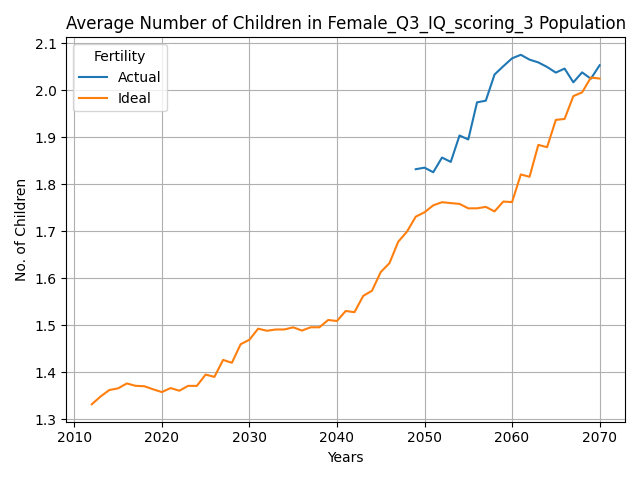 Average Number of Children in Female_Q3_IQ_scoring_3 Population
Fertility
Actual
Ideal
No. of Children
2.1
2.0
1.9
1.8
1.7
1.6
1.5
1.4
1.3
2010 2020 2030 2040 2050 2060 2070
Years